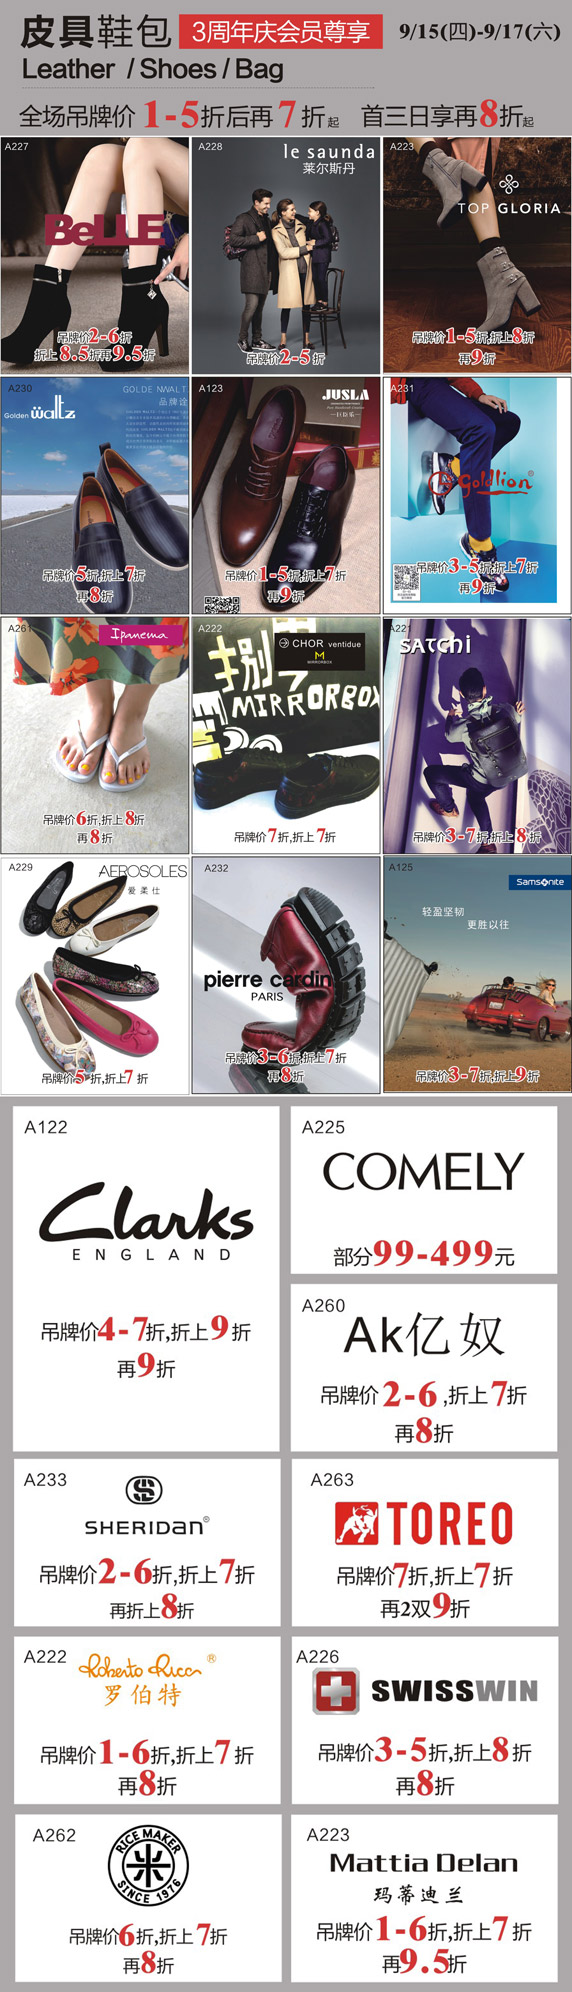 皮具鞋包 3周年庆会员尊享 9/15(四)-9/17(六)
Leather / Shoes / Bag
全场吊牌价1-5折后再7折起 首三日享再8折起
A227
BeLLE
吊牌价2-6折
折上8.5折再9.5折
A228
le saunda
莱尔斯丹
吊牌价2-5折
A223
TOP GLORIA
吊牌价1-5折,折上8折
再9折
A230
GOLDE NWALTZ
品牌诠
Golden waltz
吊牌价5折,折上7折
再8折
A123
JUSLA
吊牌价1-5折,折上7折
再9折
A231
Goldlion®
吊牌价3-5折,折上7折
再9折
A261
Ipanema
吊牌价6折,折上8折
再8折
A222
CHOR ventidue
MIRRORBOX
捌号
MIRRORBOX
吊牌价7折,折上7折
A221
SATCHI
吊牌价3-7折,折上8折
A229
AEROSOLES
爱柔仕
吊牌价5折,折上7折
A232
pierre cardin
PARIS
吊牌价3-6折,折上7折
再8折
A125
Samsonite
轻盈坚韧
更胜以往
吊牌价3-7折,折上9折
A122
Clarks
ENGLAND
吊牌价4-7折,折上9折
再9折
A225
COMELY
部分99-499元
A260
Ak亿奴
吊牌价2-6,折上7折
再8折
A233
SHERIDan®
吊牌价2-6折,折上7折
再折上8折
A263
TOREO
吊牌价7折,折上7折
再2双9折
A222
Roberto Ricca®
罗伯特
吊牌价1-6折,折上7折
再8折
A226
SWISSWIN
吊牌价3-5折,折上8折
再8折
A262
RICE MAKER
米
SINCE 1976
吊牌价6折,折上7折
再8折
A223
Mattia Delan
玛蒂迪兰
吊牌价1-6折,折上7折
再9.5折